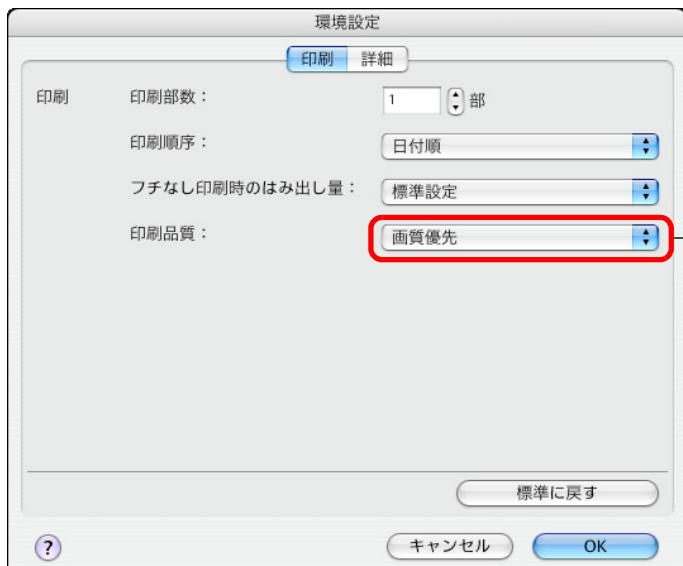 環境設定
印刷 詳細
印刷 印刷部数： 1 部
印刷順序： 日付順
フチなし印刷時のはみ出し量： 標準設定
印刷品質： 画質優先
標準に戻す
? キャンセル OK